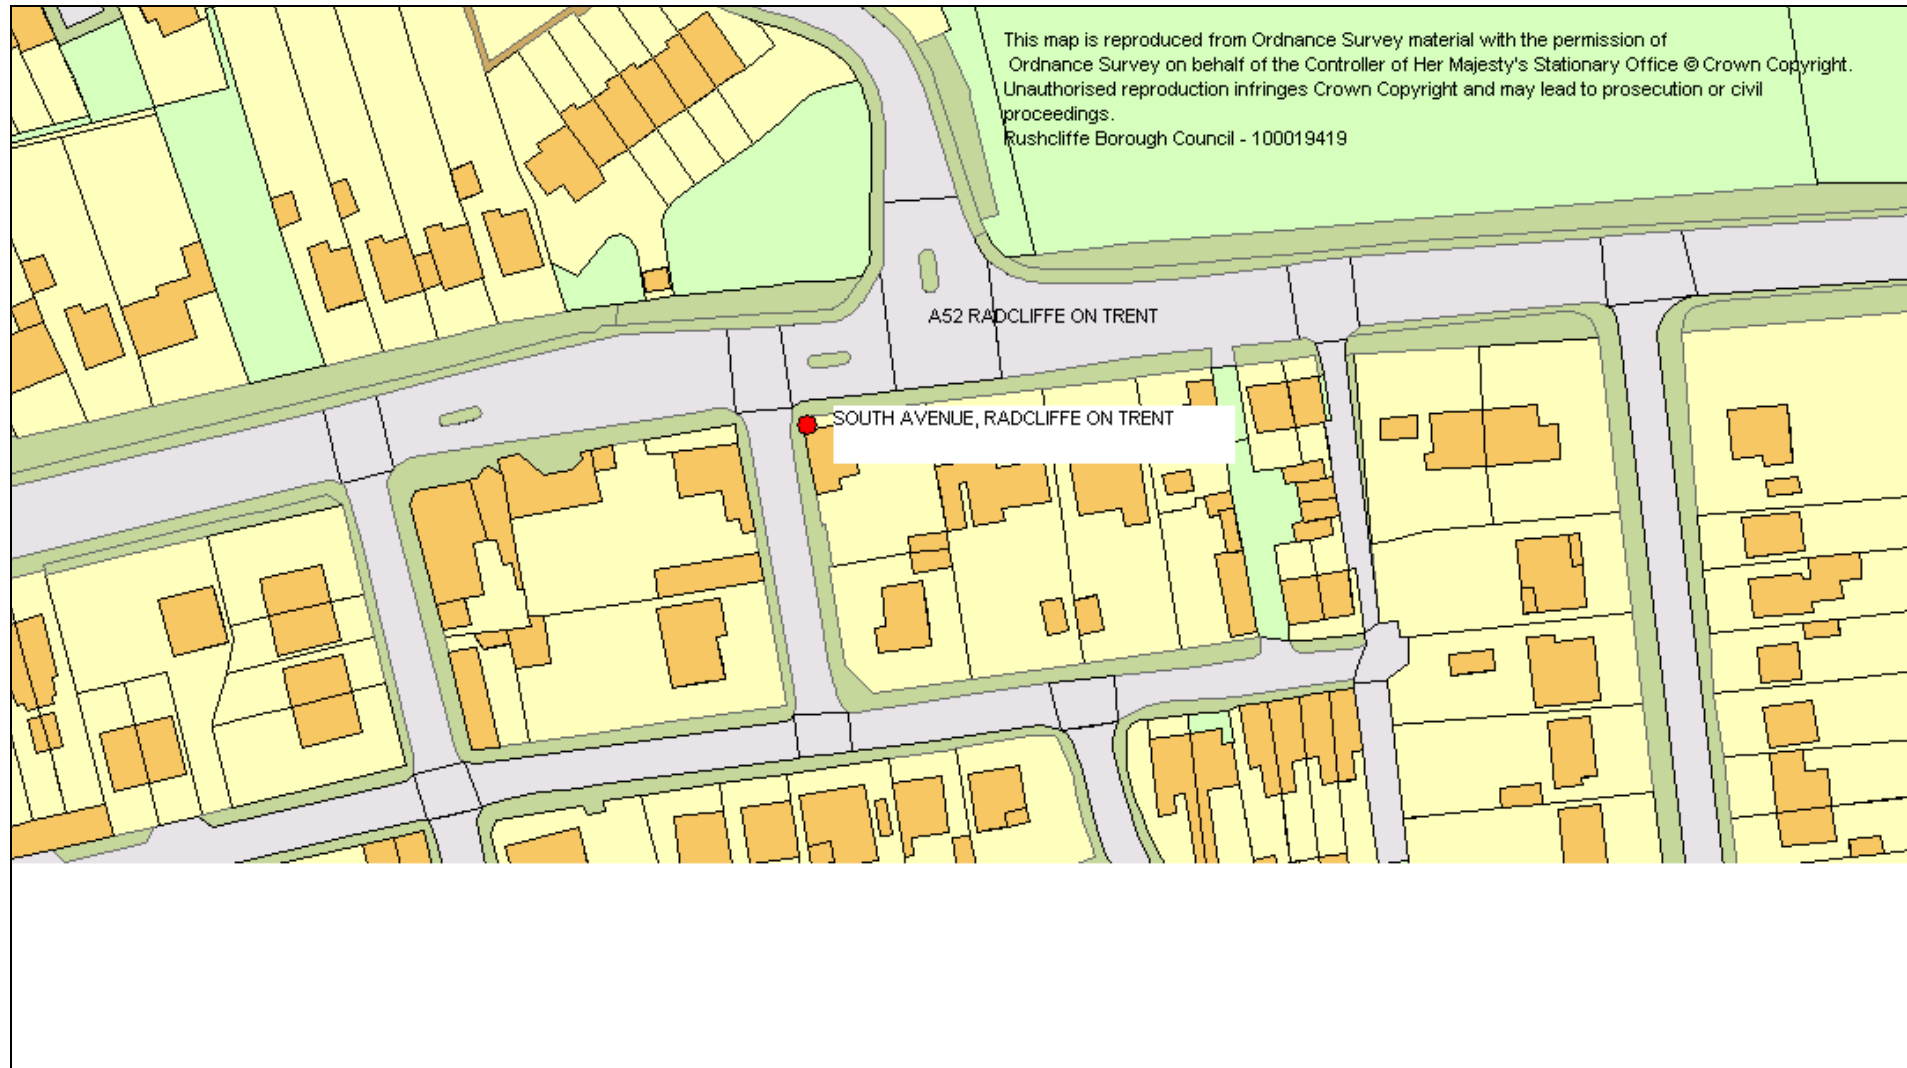 This map is reproduced from Ordnance Survey material with the permission of
Ordnance Survey on behalf of the Controller of Her Majesty's Stationary Office © Crown Copyright.
Unauthorised reproduction infringes Crown Copyright and may lead to prosecution or civil
proceedings.
Rushcliffe Borough Council - 100019419
A52 RADCLIFFE ON TRENT
SOUTH AVENUE, RADCLIFFE ON TRENT